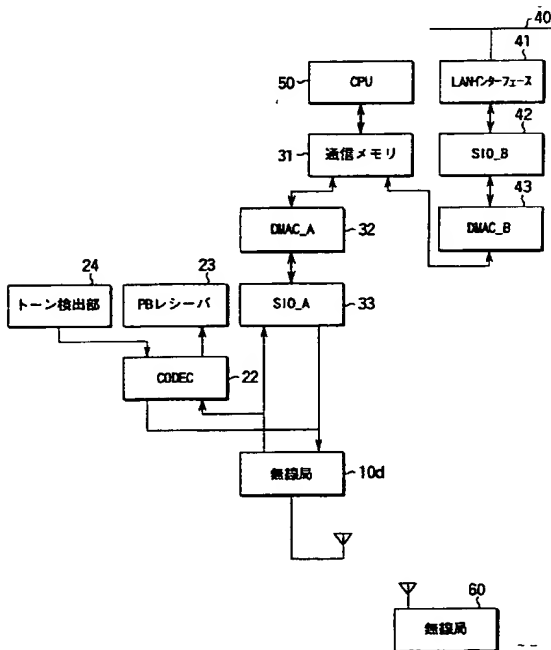 40
41
50
CPU
LANインターフェース
42
31
通信メモリ
SIO_B
43
DMAC_A
32
DMAC_B
24
23
トーン検出部
PBレシーバ
SIO_A
33
CODEC
22
無線局
10d
60
無線局